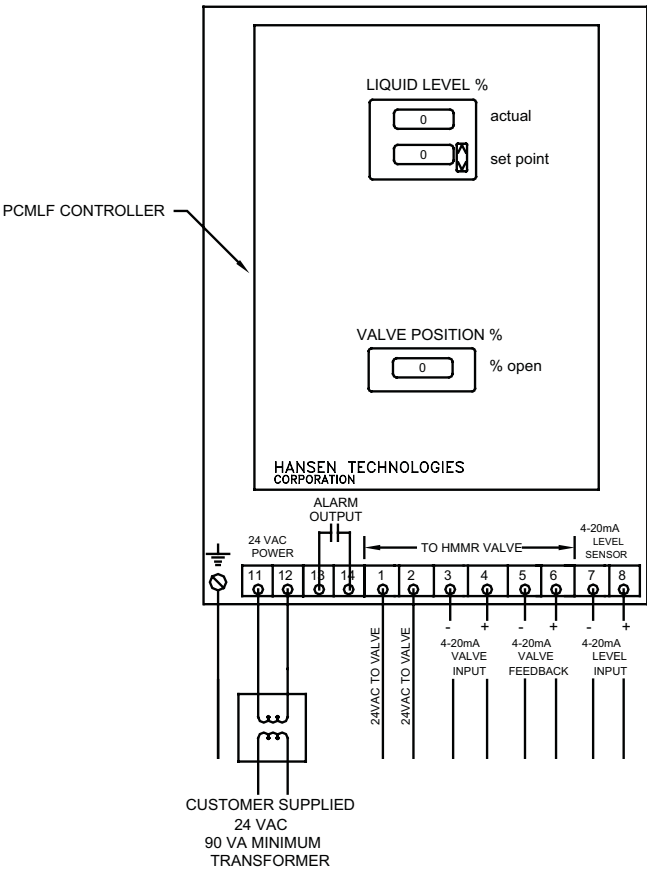 LIQUID LEVEL %
0 actual
0 set point
PCMLF CONTROLLER
VALVE POSITION %
0 % open
HANSEN TECHNOLOGIES
CORPORATION
ALARM
OUTPUT
24 VAC
POWER
TO HMMR VALVE
4-20mA
LEVEL
SENSOR
11 12 13 14 1 2 3 4 5 6 7 8
- + - + - +
24VAC TO VALVE
24VAC TO VALVE
4-20mA
VALVE
INPUT
4-20mA
VALVE
FEEDBACK
4-20mA
LEVEL
INPUT
CUSTOMER SUPPLIED
24 VAC
90 VA MINIMUM
TRANSFORMER